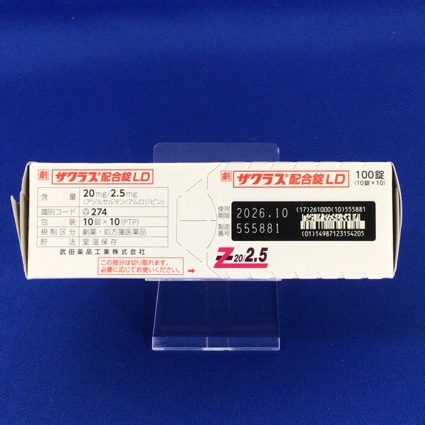 劇 ザクラス®配合錠LD
含量 20mg/2.5mg
(アジルサルタン/アムロジピン)
識別コード 274
包装 10錠×10(PTP)
規制区分 劇薬・処方箋医薬品
貯法 室温保存
武田薬品工業株式会社
この部分は切り取れます。
必要に応じてお使いください。
劇 ザクラス®配合錠LD
100錠
(10錠×10)
使用期限 2026.10
製造番号 555881
(17)261000(10)555881
(01)14987123154205
Z 20/2.5